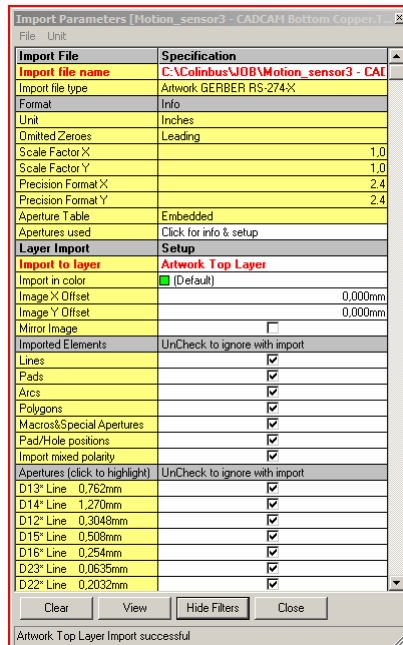 Import Parameters [Motion_sensor3 - CADCAM Bottom Copper.T...
File Unit
Import File Specification
Import file name C:\Colinbus\JOB\Motion_sensor3 - CAD
Import file type Artwork GERBER RS-274-X
Format Info
Unit Inches
Omitted Zeroes Leading
Scale Factor X 1,0
Scale Factor Y 1,0
Precision Format X 2.4
Precision Format Y 2.4
Aperture Table Embedded
Apertures used Click for info & setup
Layer Import Setup
Import to layer Artwork Top Layer
Import in color (Default)
Image X Offset 0,000mm
Image Y Offset 0,000mm
Mirror Image
Imported Elements UnCheck to ignore with import
Lines
Pads
Arcs
Polygons
Macros&Special Apertures
Pad/Hole positions
Import mixed polarity
Apertures (click to highlight) UnCheck to ignore with import
D13* Line 0,762mm
D14* Line 1,270mm
D12* Line 0,3048mm
D15* Line 0,508mm
D16* Line 0,254mm
D23* Line 0,0635mm
D22* Line 0,2032mm
Clear View Hide Filters Close
Artwork Top Layer Import successful